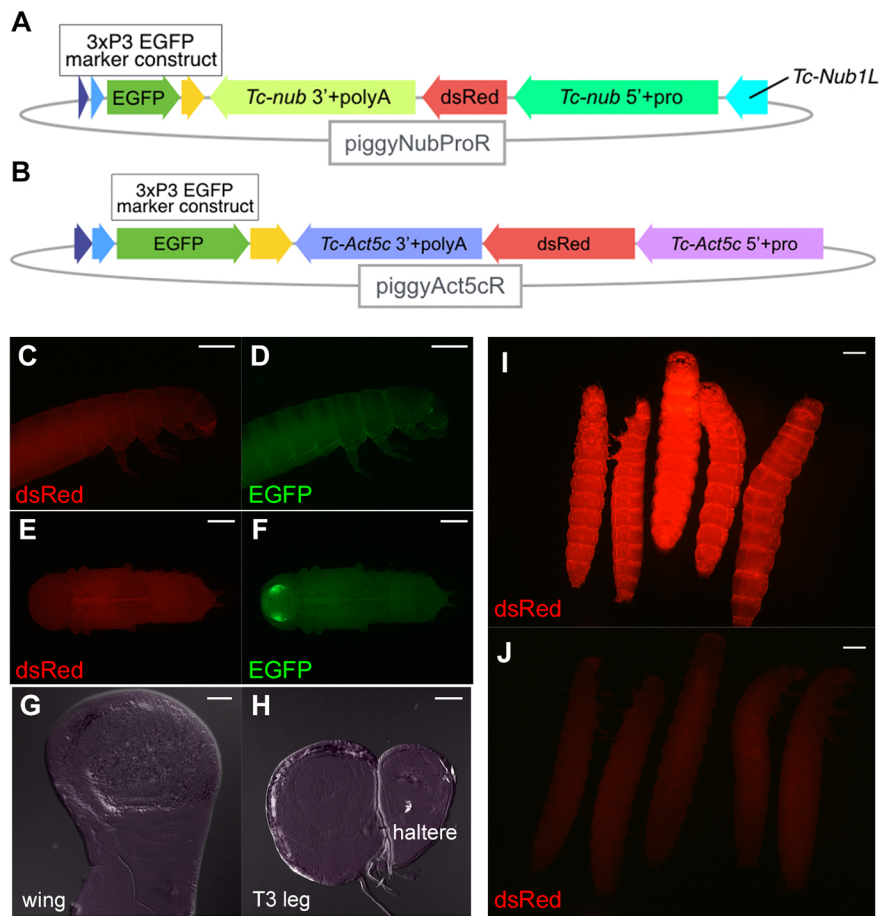 A
3xP3 EGFP
marker construct
EGFP
Tc-nub 3’+polyA
dsRed
Tc-nub 5’+pro
Tc-Nub1L
piggyNubProR
B
3xP3 EGFP
marker construct
EGFP
Tc-Act5c 3’+polyA
dsRed
Tc-Act5c 5’+pro
piggyAct5cR
C
dsRed
D
EGFP
E
dsRed
F
EGFP
G
wing
H
haltere
T3 leg
I
dsRed
J
dsRed